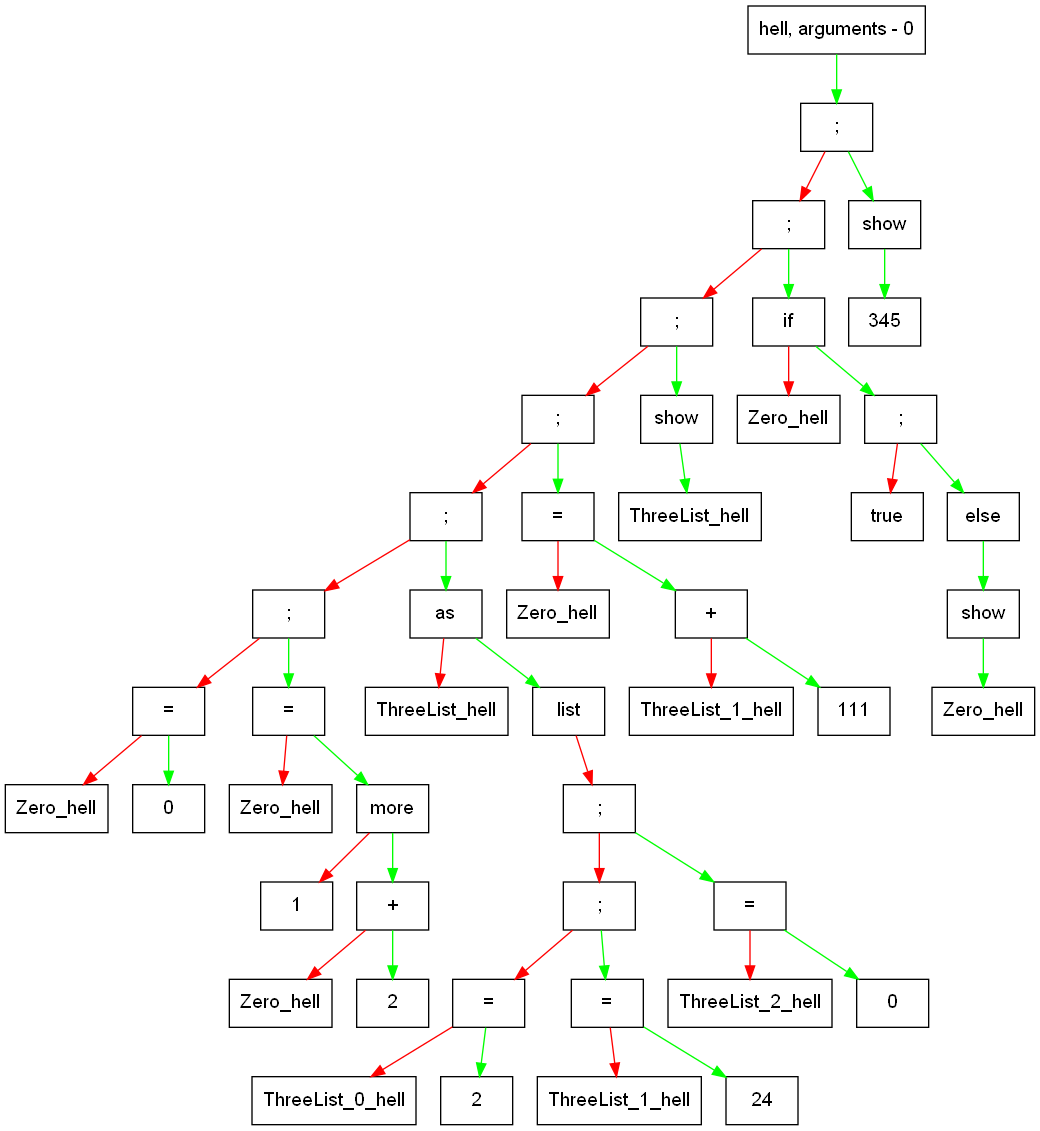 hell, arguments - 0
;
; show
; if 345
; show Zero_hell ;
; = ThreeList_hell true else
; as Zero_hell + show
= = ThreeList_hell list ThreeList_1_hell 111 Zero_hell
Zero_hell 0 Zero_hell more ;
1 + ; =
Zero_hell 2 = = ThreeList_2_hell 0
ThreeList_0_hell 2 ThreeList_1_hell 24